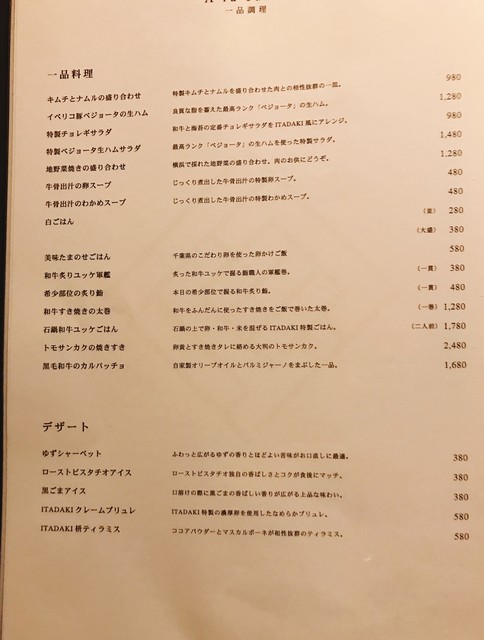 一品調理
一品料理
キムチとナムルの盛り合わせ 特製キムチとナムルを盛り合わせた肉との相性抜群の一皿。 980
イベリコ豚ベジョータの生ハム 良質な脂を蓄えた最高ランク「ベジョータ」の生ハム。 1,280
特製チョレギサラダ 和牛と海苔の定番チョレギサラダをITADAKI風にアレンジ。 980
特製ベジョータ生ハムサラダ 最高ランク「ベジョータ」の生ハムを使った特製サラダ。 1,480
地野菜焼きの盛り合わせ 横浜で採れた地野菜の盛り合わせ。肉のお供にどうぞ。 1,280
牛骨出汁の卵スープ じっくり煮出した牛骨出汁の特製卵スープ。 480
牛骨出汁のわかめスープ じっくり煮出した牛骨出汁の特製わかめスープ。 480
白ごはん (並) 280
(大盛) 380
美味たまのせごはん 千葉県のこだわり卵を使った卵かけご飯 580
和牛炙りユッケ軍艦 炙った和牛ユッケで握る鮨職人の軍艦巻。 (一貫) 380
希少部位の炙り鮨 本日の希少部位で握る和牛炙り鮨。 (一貫) 480
和牛すき焼きの太巻 和牛をふんだんに使ったすき焼きをご飯で巻いた太巻。 (一巻) 1,280
石鍋和牛ユッケごはん 石鍋の上で卵・和牛・米を混ぜるITADAKI特製ごはん。 (二人前) 1,780
トモサンカクの焼きすき 卵黄とすき焼きタレに絡める大判のトモサンカク。 2,480
黒毛和牛のカルパッチョ 自家製オリーブオイルとパルミジャーノをまぶした一品。 1,680
デザート
ゆずシャーベット ふわっと広がるゆずの香りとほどよい苦味がお口直しに最適。 380
ローストピスタチオアイス ローストピスタチオ独自の香ばしさとコクが食後にマッチ。 380
黒ごまアイス 口溶けの際に黒ごまの香ばしい香りが広がる上品な味わい。 380
ITADAKIクレームブリュレ ITADAKI特製の濃厚卵を使用したなめらかブリュレ。 580
ITADAKI枡ティラミス ココアパウダーとマスカルポーネが相性抜群のティラミス。 580